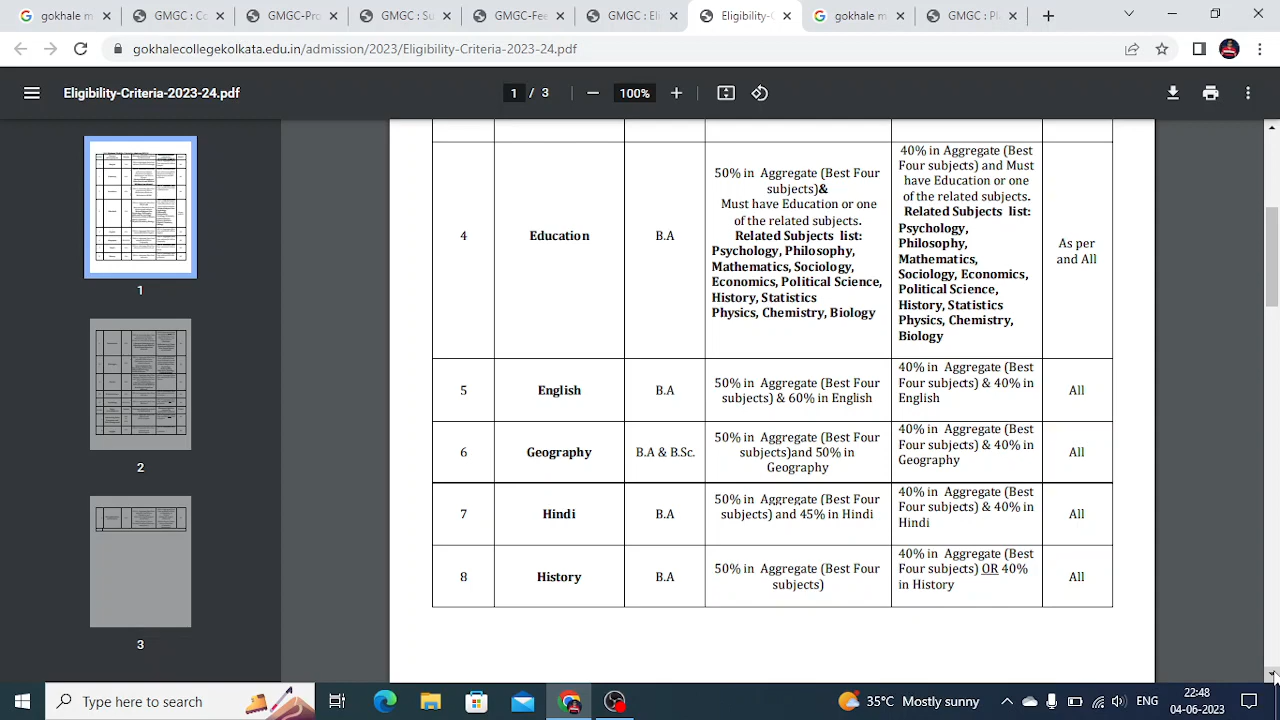 gokhale m
GMGC : Co
GMGC-Pro
GMGC : Su
GMGC-Fee
GMGC : Eli
Eligibility-C
gokhale m
GMGC : Pl
gokhalecollegekolkata.edu.in/admission/2023/Eligibility-Criteria-2023-24.pdf
Eligibility-Criteria-2023-24.pdf
1 / 3
100%
1
2
3
4
Education
B.A
50% in Aggregate (Best Four
subjects)&
Must have Education or one
of the related subjects.
Related Subjects list:
Psychology, Philosophy,
Mathematics, Sociology,
Economics, Political Science,
History, Statistics
Physics, Chemistry, Biology
40% in Aggregate (Best
Four subjects) and Must
have Education or one
of the related subjects.
Related Subjects list:
Psychology,
Philosophy,
Mathematics,
Sociology, Economics,
Political Science,
History, Statistics
Physics, Chemistry,
Biology
As per
and All
5
English
B.A
50% in Aggregate (Best Four
subjects) & 60% in English
40% in Aggregate (Best
Four subjects) & 40% in
English
All
6
Geography
B.A & B.Sc.
50% in Aggregate (Best Four
subjects)and 50% in
Geography
40% in Aggregate (Best
Four subjects) & 40% in
Geography
All
7
Hindi
B.A
50% in Aggregate (Best Four
subjects) and 45% in Hindi
40% in Aggregate (Best
Four subjects) & 40% in
Hindi
All
8
History
B.A
50% in Aggregate (Best Four
subjects)
40% in Aggregate (Best
Four subjects) OR 40%
in History
All
Type here to search
35°C Mostly sunny
ENG
22:48
04-06-2023